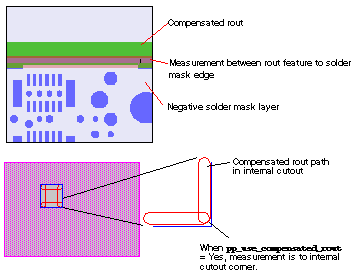 Compensated rout
Measurement between rout feature to solder
mask edge
Negative solder mask layer
Compensated rout path
in internal cutout
When pp_use_compensated_rout
= Yes, measurement is to internal
cutout corner.